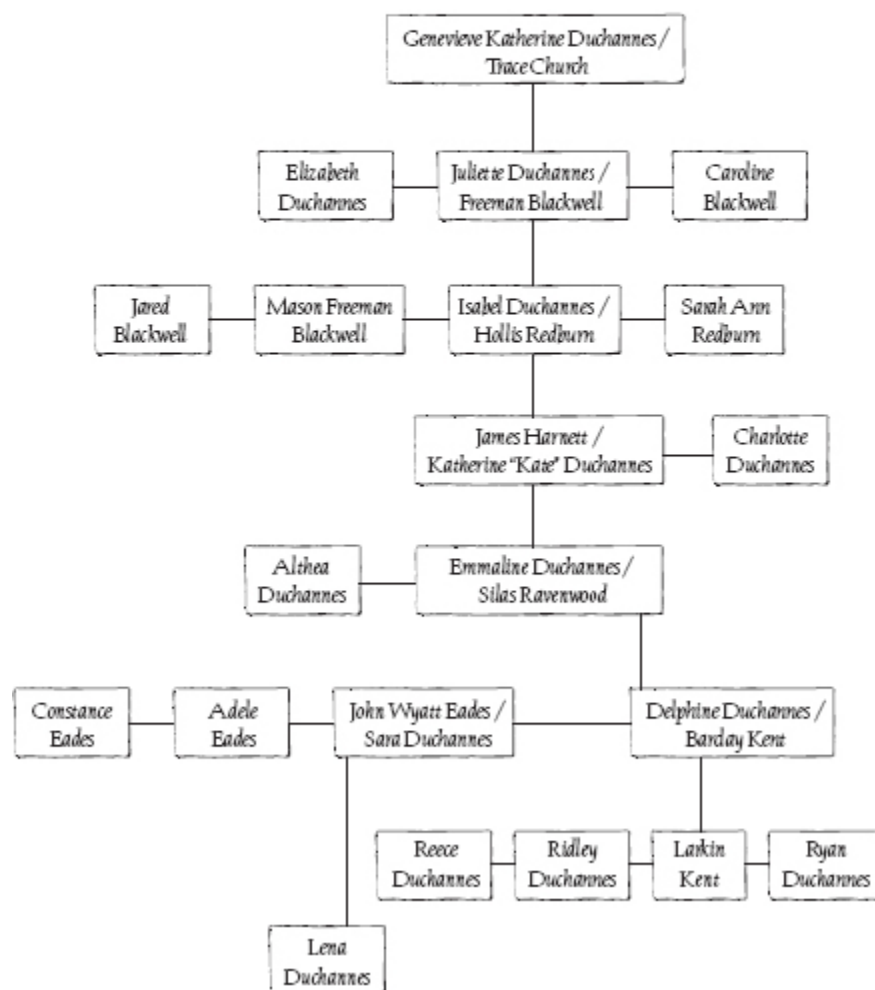 Genevieve Katherine Duchannes /
Trace Church
Elizabeth
Duchannes
Juliette Duchannes /
Freeman Blackwell
Caroline
Blackwell
Jared
Blackwell
Mason Freeman
Blackwell
Isabel Duchannes /
Hollis Redburn
Sarah Ann
Redburn
James Harnett /
Katherine "Kate" Duchannes
Charlotte
Duchannes
Althea
Duchannes
Emmaline Duchannes /
Silas Ravenwood
Constance
Eades
Adele
Eades
John Wyatt Eades /
Sara Duchannes
Delphine Duchannes /
Barclay Kent
Reece
Duchannes
Ridley
Duchannes
Larkin
Kent
Ryan
Duchannes
Lena
Duchannes